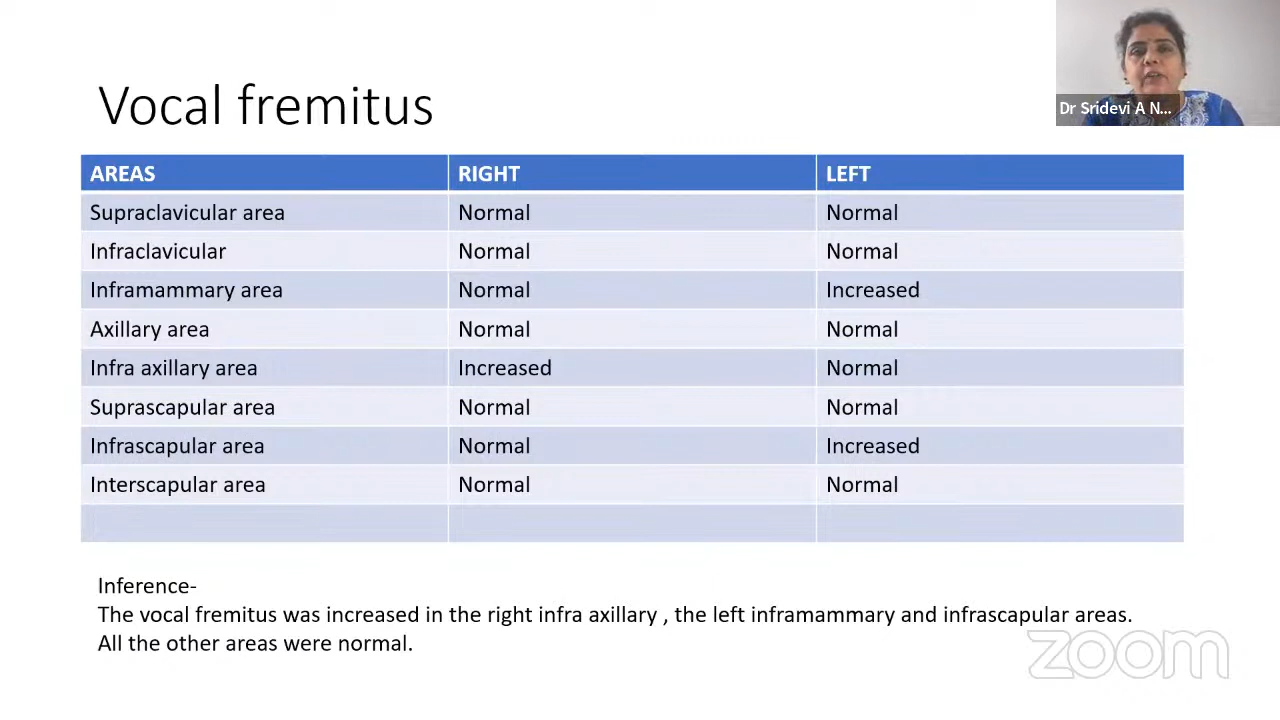 Vocal fremitus
Dr Sridevi A N...
AREAS RIGHT LEFT
Supraclavicular area Normal Normal
Infraclavicular Normal Normal
Inframammary area Normal Increased
Axillary area Normal Normal
Infra axillary area Increased Normal
Suprascapular area Normal Normal
Infrascapular area Normal Increased
Interscapular area Normal Normal
Inference-
The vocal fremitus was increased in the right infra axillary , the left inframammary and infrascapular areas.
All the other areas were normal.
zoom